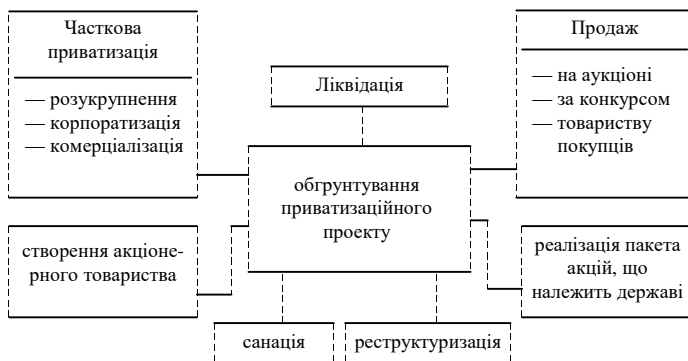 Часткова
приватизація
— розукрупнення
— корпоратизація
— комерціалізація
Ліквідація
Продаж
— на аукціоні
— за конкурсом
— товариству
покупців
обгрунтування
приватизаційного
проекту
створення акціоне-
рного товариства
реалізація пакета
акцій, що
належить державі
санація
реструктуризація